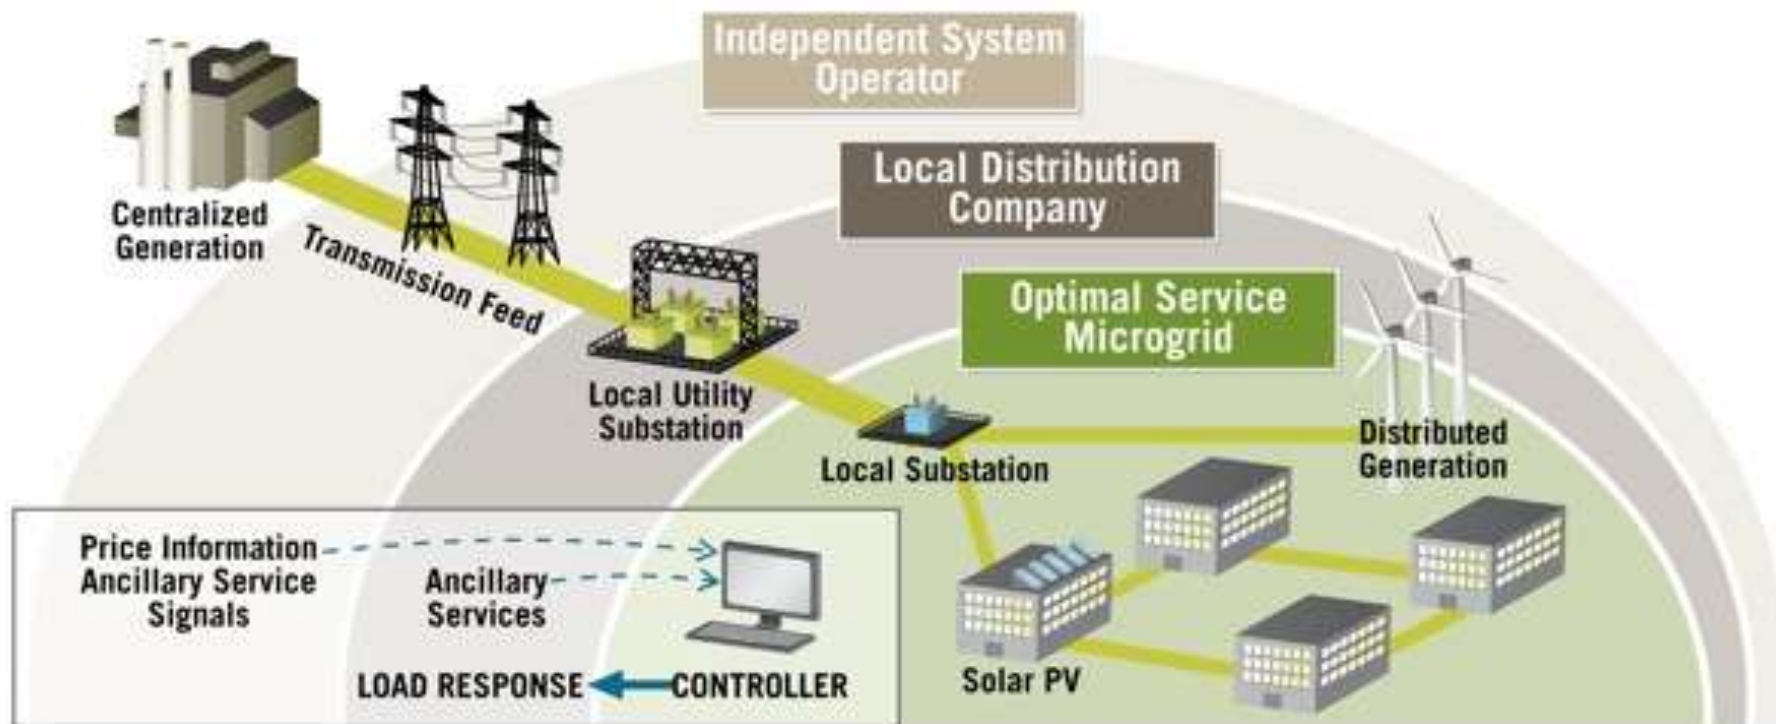 Independent System
Operator
Local Distribution
Company
Optimal Service
Microgrid
Centralized
Generation
Transmission Feed
Local Utility
Substation
Local Substation
Distributed
Generation
Solar PV
Price Information
Ancillary Service
Signals
Ancillary
Services
LOAD RESPONSE
CONTROLLER